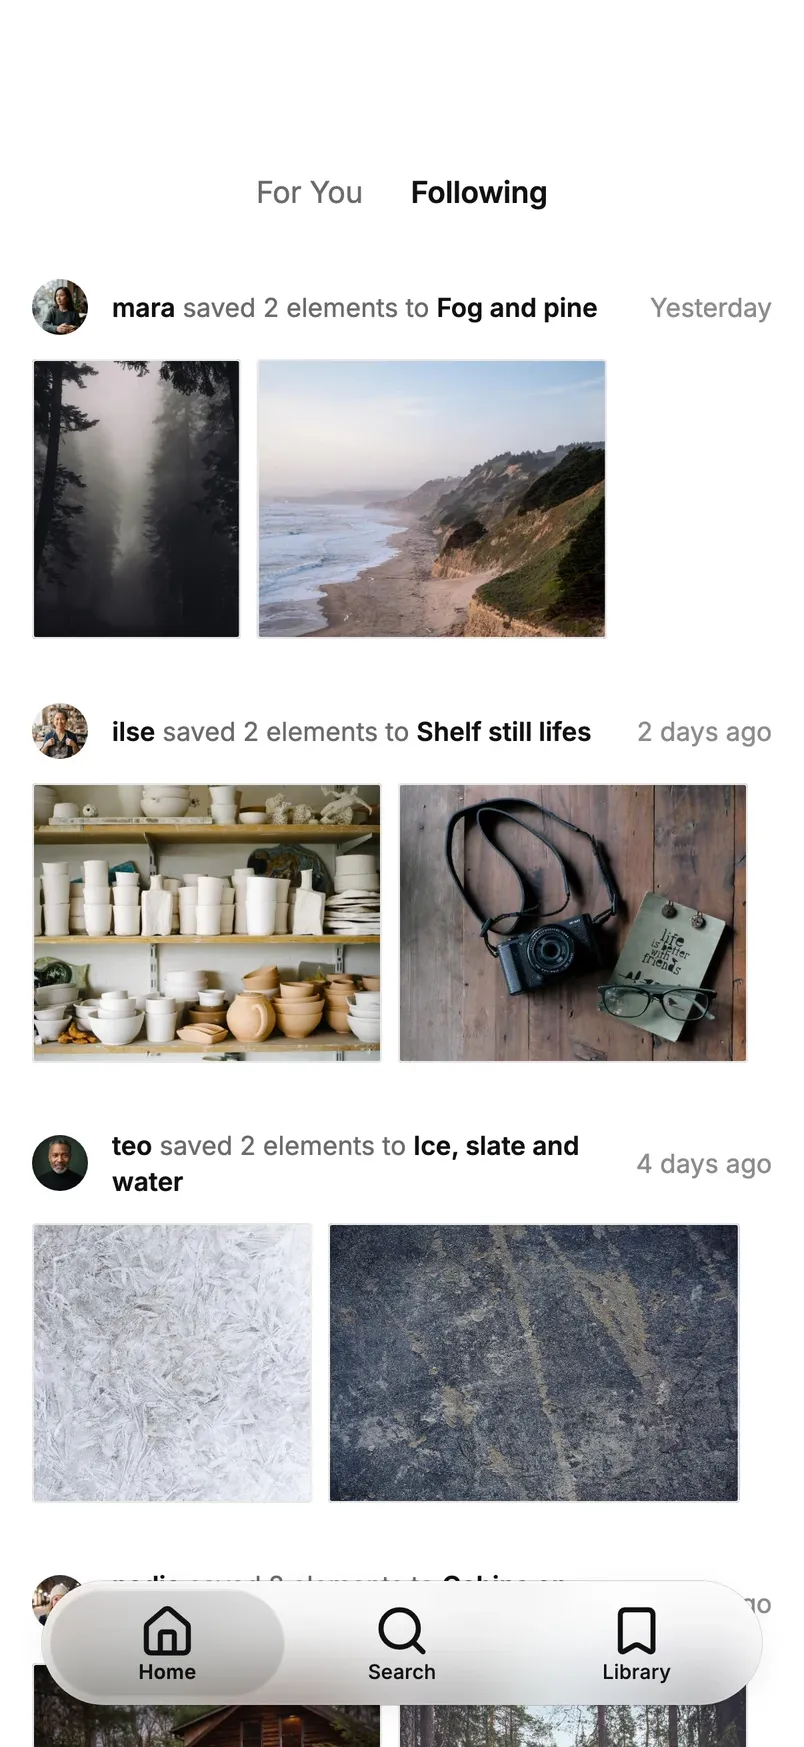 For You Following
mara saved 2 elements to Fog and pine Yesterday
ilse saved 2 elements to Shelf still lifes 2 days ago
life
is better
with
friends
teo saved 2 elements to Ice, slate and
water
4 days ago
Home Search Library